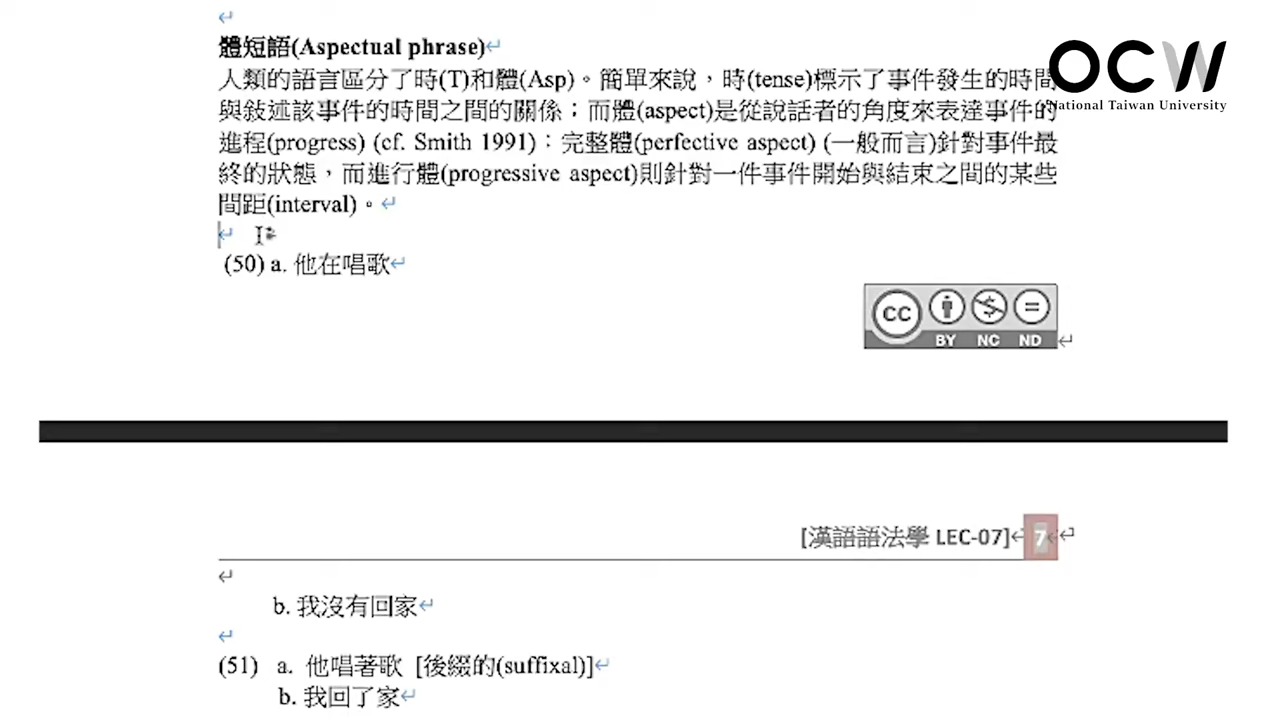 體短語(Aspectual phrase)
OCW
National Taiwan University
人類的語言區分了時(T)和體(Asp)。簡單來說，時(tense)標示了事件發生的時間
與敍述該事件的時間之間的關係；而體(aspect)是從說話者的角度來表達事件的
進程(progress) (cf. Smith 1991)：完整體(perfective aspect) (一般而言)針對事件最
終的狀態，而進行體(progressive aspect)則針對一件事件開始與結束之間的某些
間距(interval)。
(50) a. 他在唱歌
CC BY NC ND
[漢語語法學 LEC-07] 7
b. 我沒有回家
(51) a. 他唱著歌 [後綴的(suffixal)]
b. 我回了家